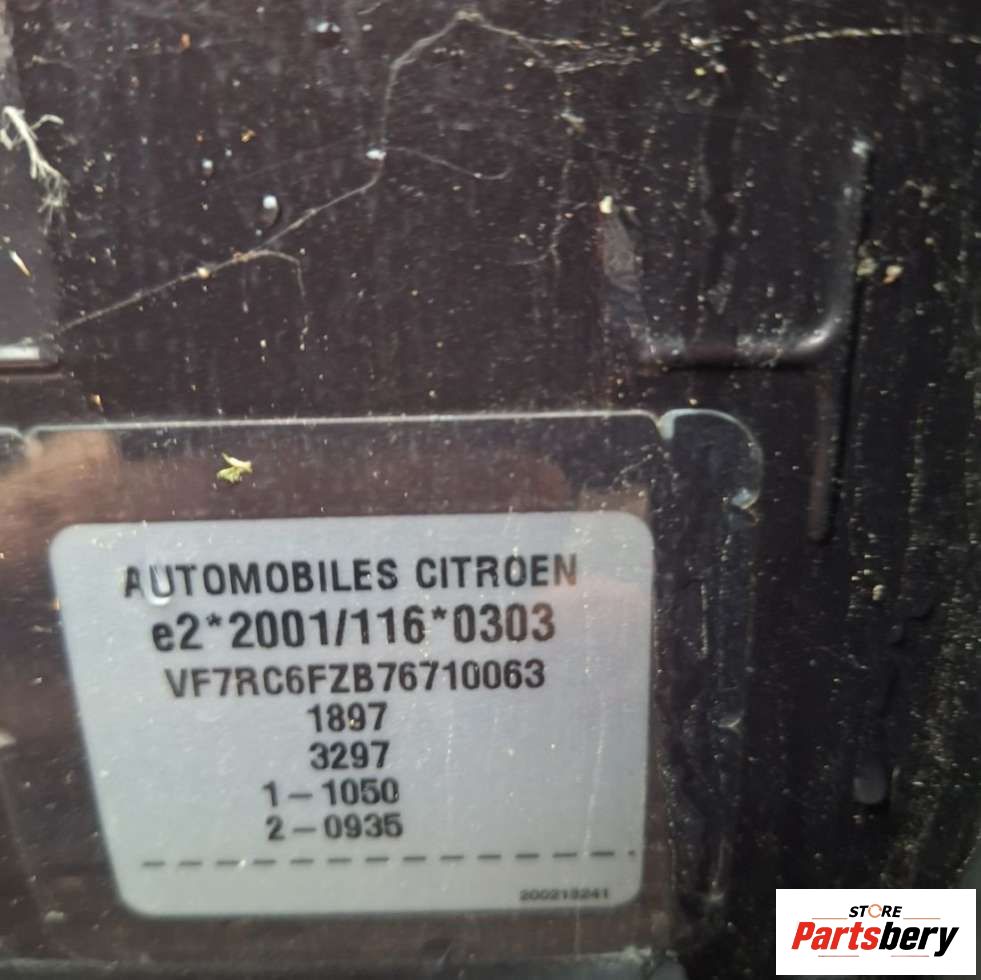 AUTOMOBILES CITROEN
e2*2001/116*0303
VF7RC6FZB76710063
1897
3297
1-1050
2-0935
200213241
STORE
Partsbery